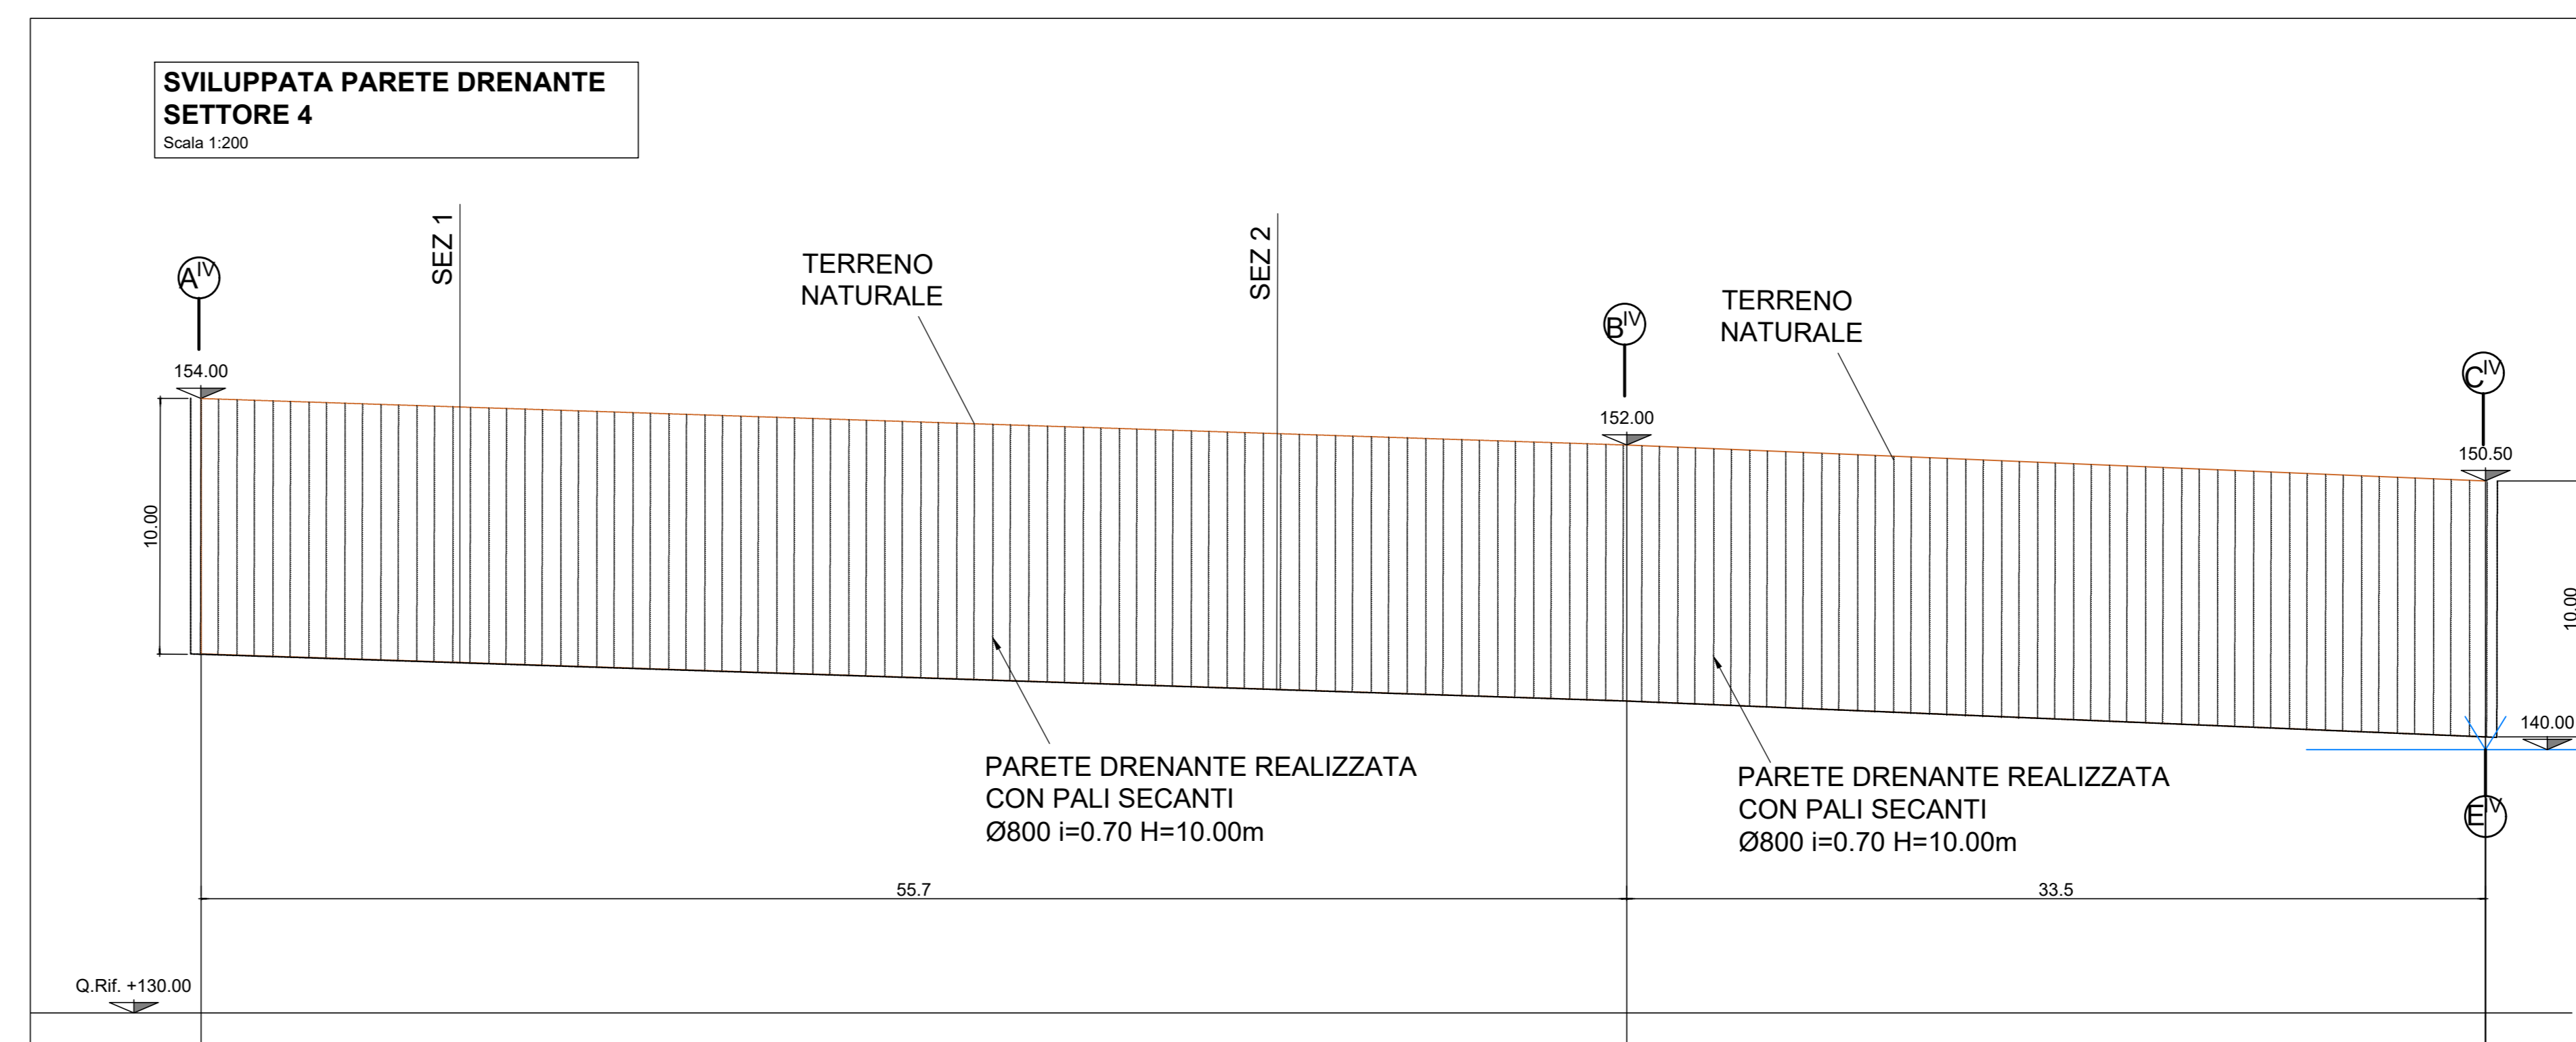 SVILUPPATA PARETE DRENANTE
SETTORE 4
Scala 1:200
SEZ 1
SEZ 2
TERRENO
NATURALE
A^IV
B^IV
TERRENO
NATURALE
C^IV
154.00
152.00
150.50
10.00
10.00
140.00
PARETE DRENANTE REALIZZATA
CON PALI SECANTI
Ø800 i=0.70 H=10.00m
PARETE DRENANTE REALIZZATA
CON PALI SECANTI
Ø800 i=0.70 H=10.00m
E^IV
55.7
33.5
Q.Rif. +130.00